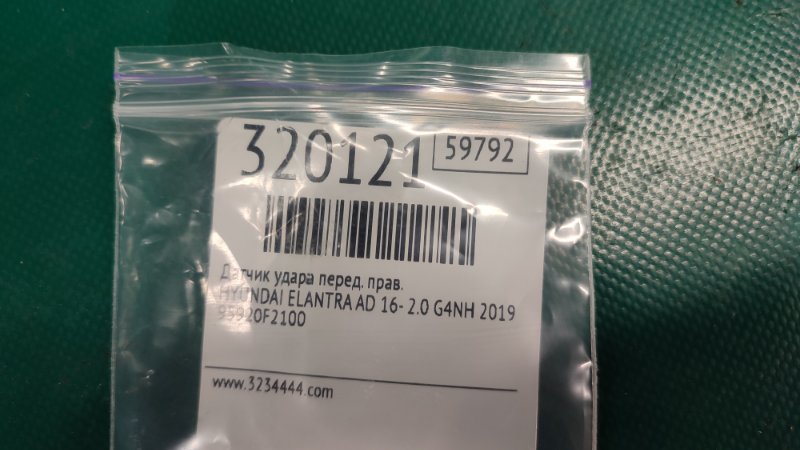 320121 59792
Датчик удара перед. прав.
HYUNDAI ELANTRA AD 16- 2.0 G4NH 2019
95920F2100
www.3234444.com